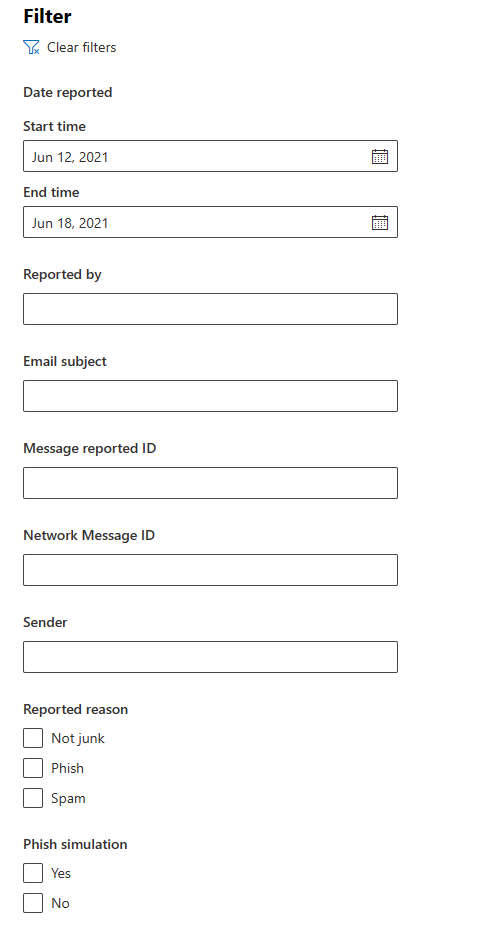 Filter
Clear filters
Date reported
Start time
Jun 12, 2021
End time
Jun 18, 2021
Reported by
Email subject
Message reported ID
Network Message ID
Sender
Reported reason
Not junk
Phish
Spam
Phish simulation
Yes
No